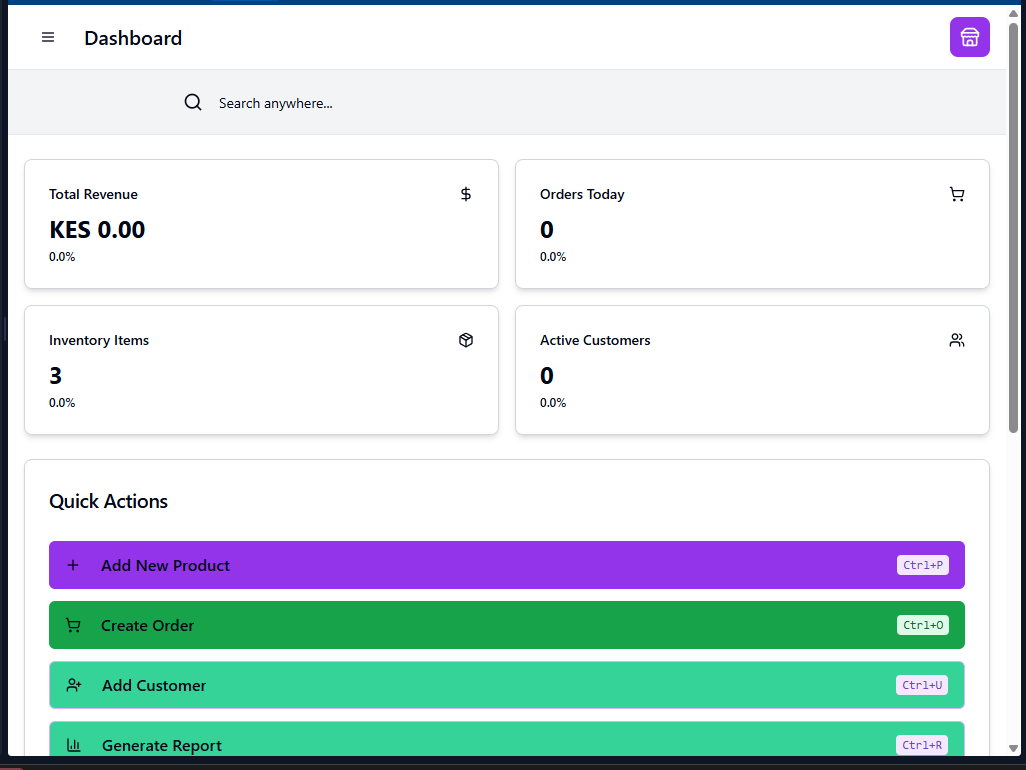 Dashboard
Search anywhere...
Total Revenue
KES 0.00
0.0%
Orders Today
0
0.0%
Inventory Items
3
0.0%
Active Customers
0
0.0%
Quick Actions
Add New Product Ctrl+P
Create Order Ctrl+O
Add Customer Ctrl+U
Generate Report Ctrl+R